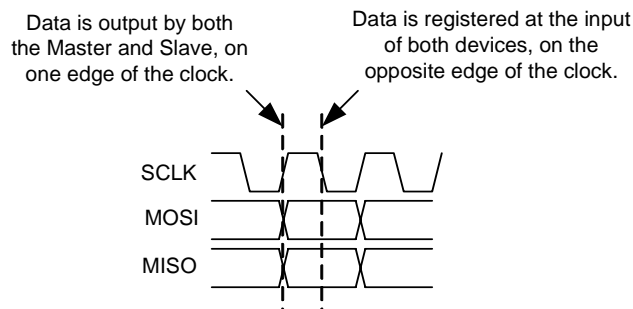 Data is output by both
the Master and Slave, on
one edge of the clock.
Data is registered at the input
of both devices, on the
opposite edge of the clock.
SCLK
MOSI
MISO